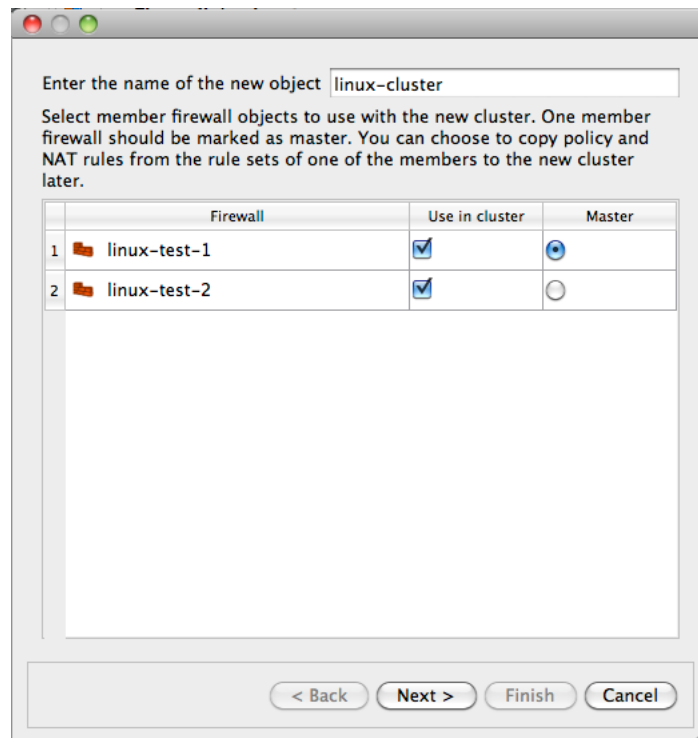 Enter the name of the new object linux-cluster
Select member firewall objects to use with the new cluster. One member
firewall should be marked as master. You can choose to copy policy and
NAT rules from the rule sets of one of the members to the new cluster
later.
Firewall Use in cluster Master
1 linux-test-1
2 linux-test-2
< Back Next > Finish Cancel